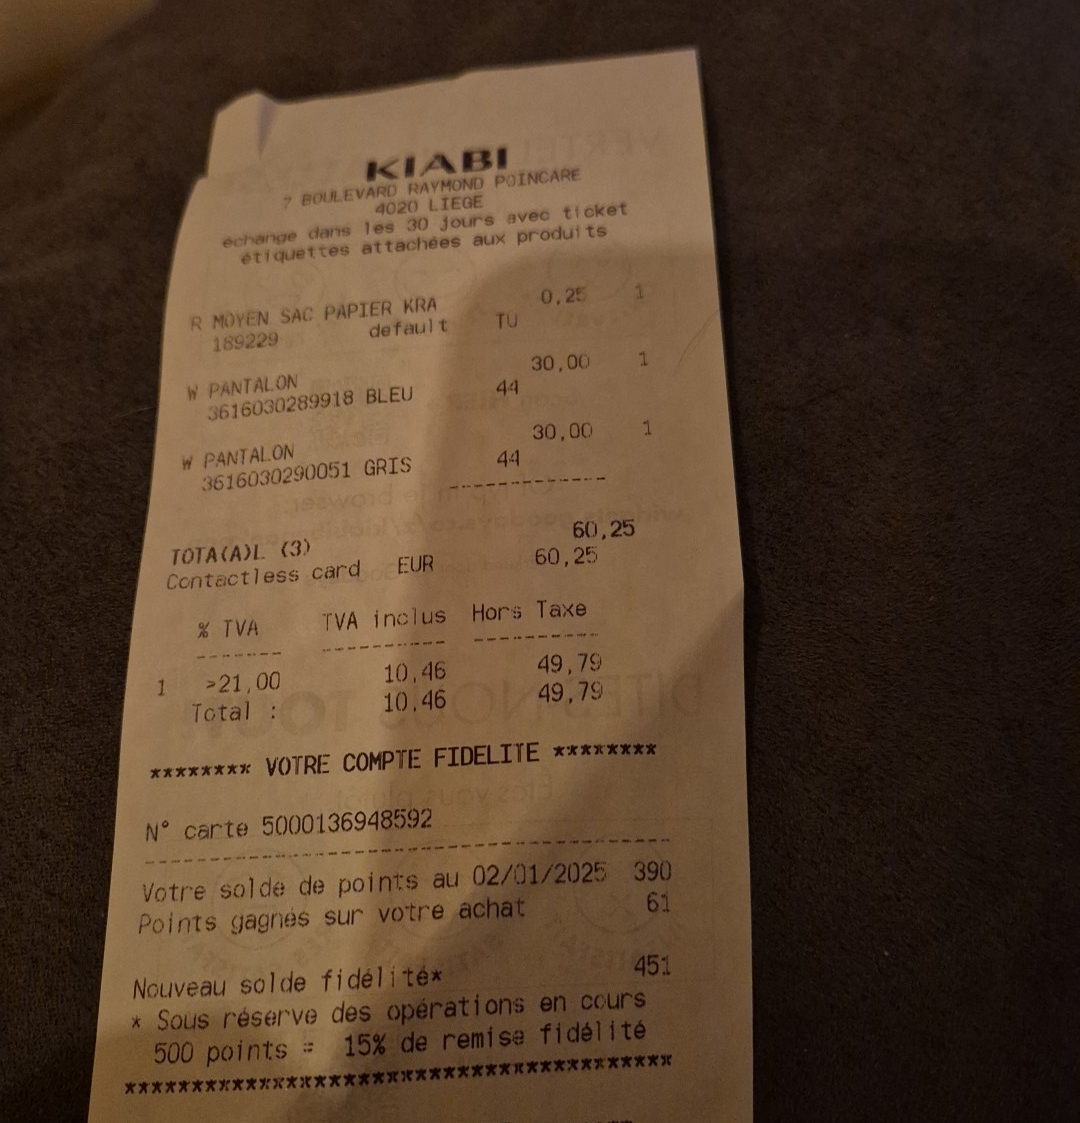 KIABI
7 BOULEVARD RAYMOND POINCARE
4020 LIEGE
échange dans les 30 jours avec ticket
étiquettes attachées aux produits
R MOYEN SAC PAPIER KRA 0,25 1
189229 default TU
W PANTALON 30,00 1
3616030289918 BLEU 44
W PANTALON 30,00 1
3616030290051 GRIS 44
------------
TOTA(A)L (3) 60,25
Contactless card EUR 60,25
% TVA TVA inclus Hors Taxe
------- ---------- ----------
1 >21,00 10,46 49,79
Total : 10,46 49,79
******** VOTRE COMPTE FIDELITE ********
N° carte 5000136948592
----------------------------------------
Votre solde de points au 02/01/2025 390
Points gagnés sur votre achat 61
Nouveau solde fidélité* 451
* Sous réserve des opérations en cours
500 points = 15% de remise fidélité
*****************************************